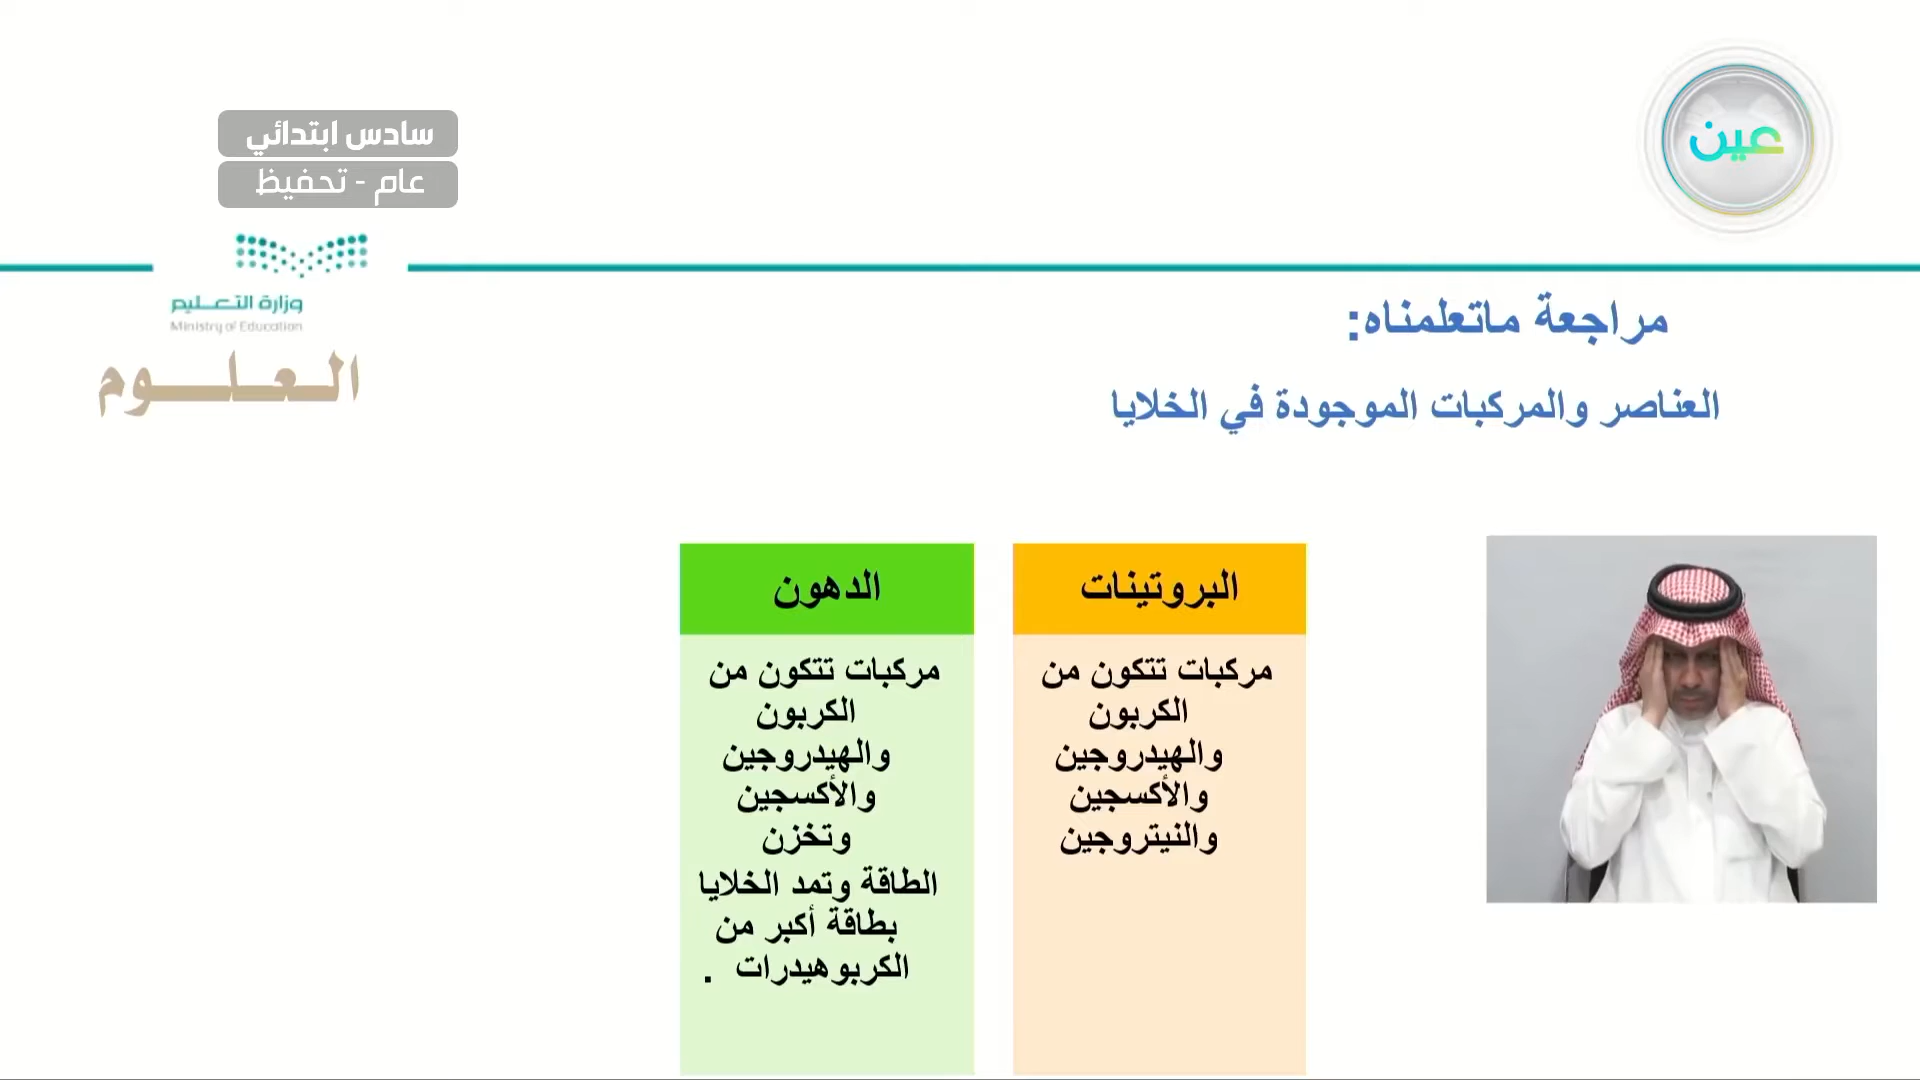 عين
سادس ابتدائي
عام - تحفيظ
وزارة التعليم
Ministry of Education
العلوم
مراجعة ماتعلمناه:
العناصر والمركبات الموجودة في الخلايا
البروتينات
مركبات تتكون من
الكربون
والهيدروجين
والأكسجين
والنيتروجين
الدهون
مركبات تتكون من
الكربون
والهيدروجين
والأكسجين
وتخزن
الطاقة وتمد الخلايا
بطاقة أكبر من
الكربوهيدرات .